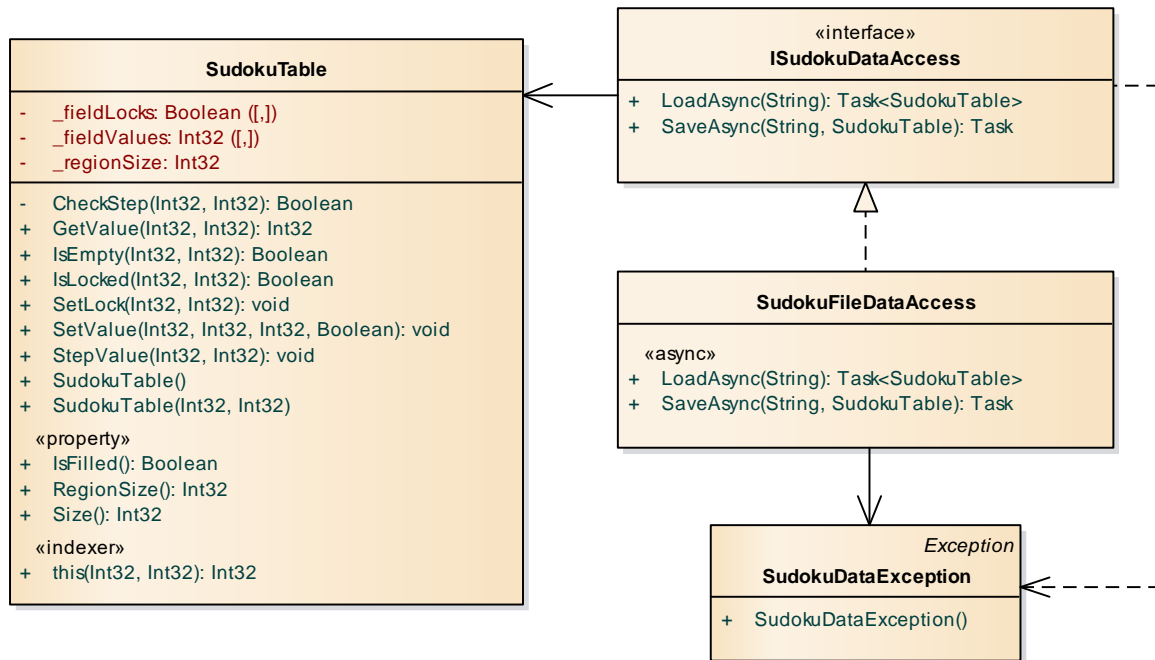 SudokuTable
- _fieldLocks: Boolean ([,])
- _fieldValues: Int32 ([,])
- _regionSize: Int32
- CheckStep(Int32, Int32): Boolean
+ GetValue(Int32, Int32): Int32
+ IsEmpty(Int32, Int32): Boolean
+ IsLocked(Int32, Int32): Boolean
+ SetLock(Int32, Int32): void
+ SetValue(Int32, Int32, Int32, Boolean): void
+ StepValue(Int32, Int32): void
+ SudokuTable()
+ SudokuTable(Int32, Int32)
«property»
+ IsFilled(): Boolean
+ RegionSize(): Int32
+ Size(): Int32
«indexer»
+ this(Int32, Int32): Int32
«interface»
ISudokuDataAccess
+ LoadAsync(String): Task<SudokuTable>
+ SaveAsync(String, SudokuTable): Task
SudokuFileDataAccess
«async»
+ LoadAsync(String): Task<SudokuTable>
+ SaveAsync(String, SudokuTable): Task
Exception
SudokuDataException
+ SudokuDataException()